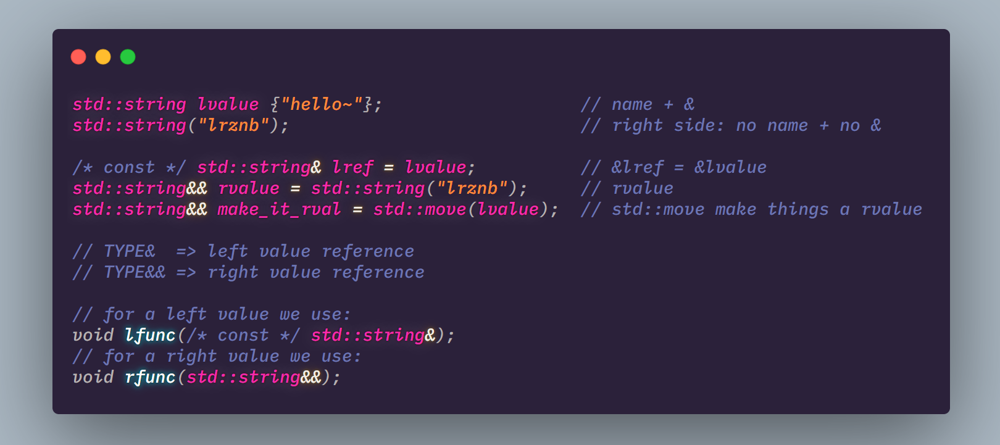 std::string lvalue {"hello~"};                   // name + &
std::string("lrznb");                            // right side: no name + no &
/* const */ std::string& lref = lvalue;          // &lref = &lvalue
std::string&& rvalue = std::string("lrznb");     // rvalue
std::string&& make_it_rval = std::move(lvalue);  // std::move make things a rvalue
// TYPE&  => left value reference
// TYPE&& => right value reference
// for a left value we use:
void lfunc(/* const */ std::string&);
// for a right value we use:
void rfunc(std::string&&);